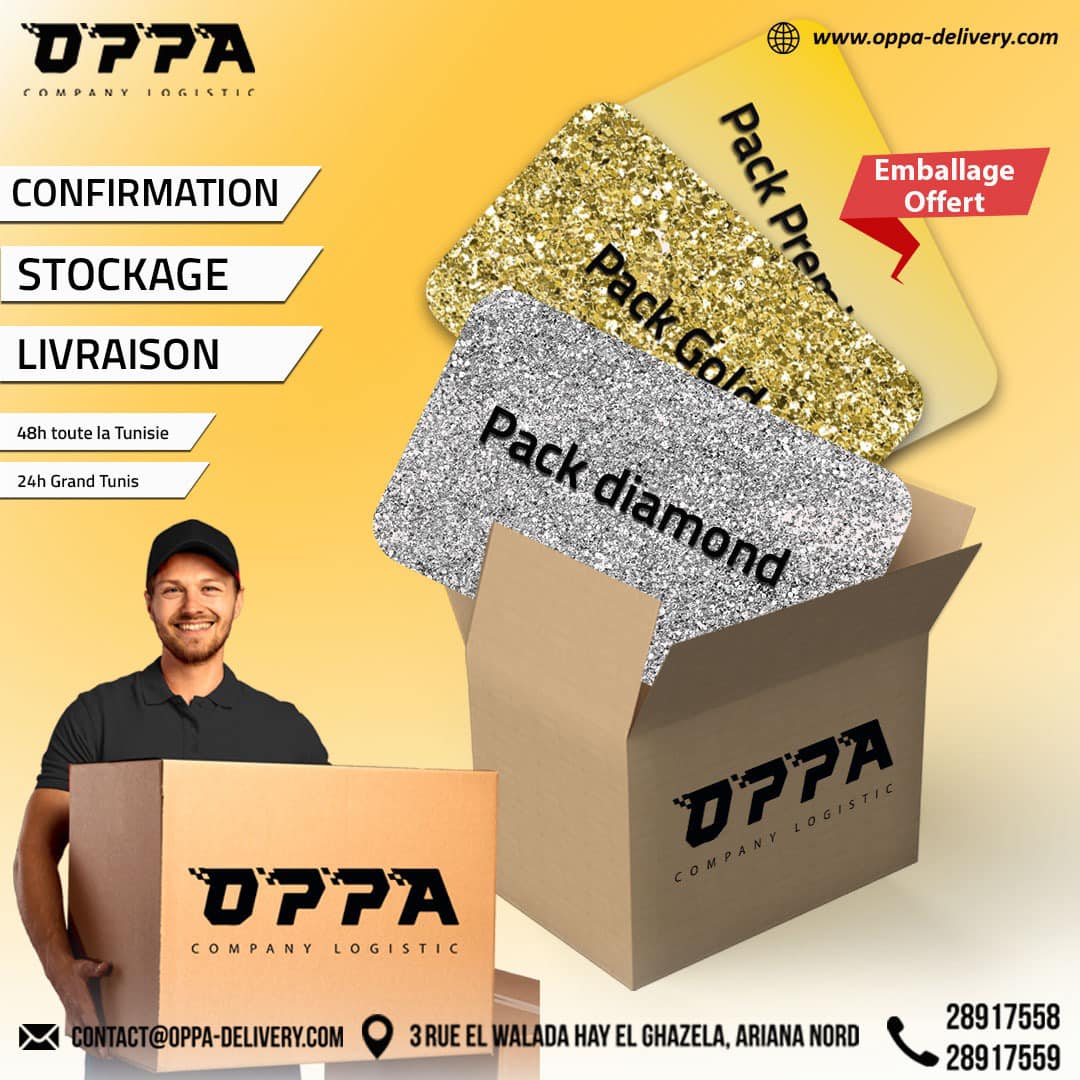 OPPA
COMPANY LOGISTIC
www.oppa-delivery.com
CONFIRMATION
STOCKAGE
LIVRAISON
48h toute la Tunisie
24h Grand Tunis
Emballage
Offert
Pack Premi
Pack Gold
Pack diamond
OPPA
COMPANY LOGISTIC
OPPA
COMPANY LOGISTIC
CONTACT@OPPA-DELIVERY.COM
3 RUE EL WALADA HAY EL GHAZELA, ARIANA NORD
28917558
28917559